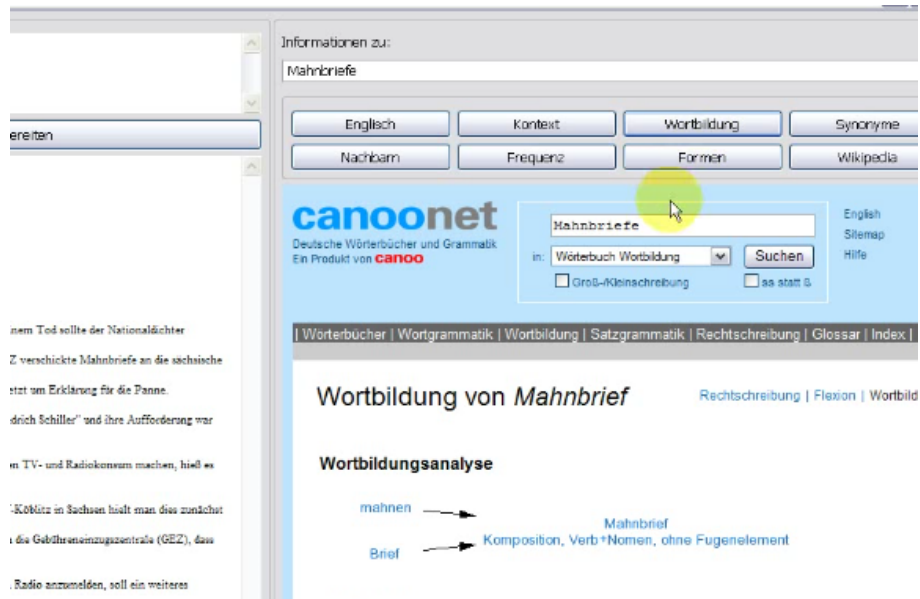 Informationen zu:
Mahnbriefe
ereiten
Englisch Kontext Wortbildung Synonyme
Nachbarn Frequenz Formen Wikipedia
canoonet
Deutsche Wörterbücher und Grammatik
Ein Produkt von canoo
Mahnbriefe
in: Wörterbuch Wortbildung Suchen
Groß-/Kleinschreibung ss statt ß
English
Sitemap
Hilfe
| Wörterbücher | Wortgrammatik | Wortbildung | Satzgrammatik | Rechtschreibung | Glossar | Index |
Wortbildung von Mahnbrief
Rechtschreibung | Flexion | Wortbild
Wortbildungsanalyse
mahnen
Brief
Mahnbrief
Komposition, Verb+Nomen, ohne Fugenelement
inem Tod sollte der Nationaldichter
Z verschickte Mahnbriefe an die sächsische
etzt um Erklärung für die Panne.
drich Schiller" und ihre Aufforderung war
n TV- und Radiokonsum machen, hieß es
-Köblitz in Sachsen hielt man dies zunächst
die Gebühreneinzugszentrale (GEZ), dass
Radio anzumelden, soll ein weiteres